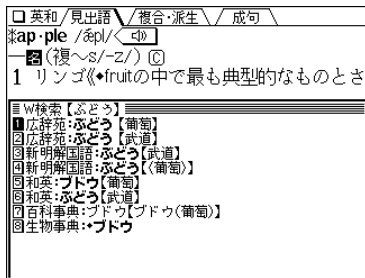 英和 見出語 複合・派生 成句
*ap・ple /ǽpl/
━名(複〜s/-z/) C
1 リンゴ《◆fruitの中で最も典型的なものとさ
W検索【ぶどう】
1広辞苑:ぶどう【葡萄】
2広辞苑:ぶどう【武道】
3新明解国語:ぶどう【武道】
4新明解国語:ぶどう【〈葡萄〉】
5和英:ブドウ【葡萄】
6和英:ぶどう【武道】
7百科事典:ブドウ【ブドウ(葡萄)】
8生物事典:◆ブドウ